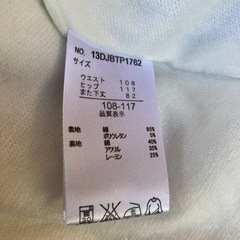 NO. 13DJBTP1762
サイズ
ウエスト 108
ヒップ 117
また下丈 82
108-117
品質表示
表地 綿 95%
ポリウレタン 5%
裏地 綿 40%
アクリル 35%
レーヨン 25%